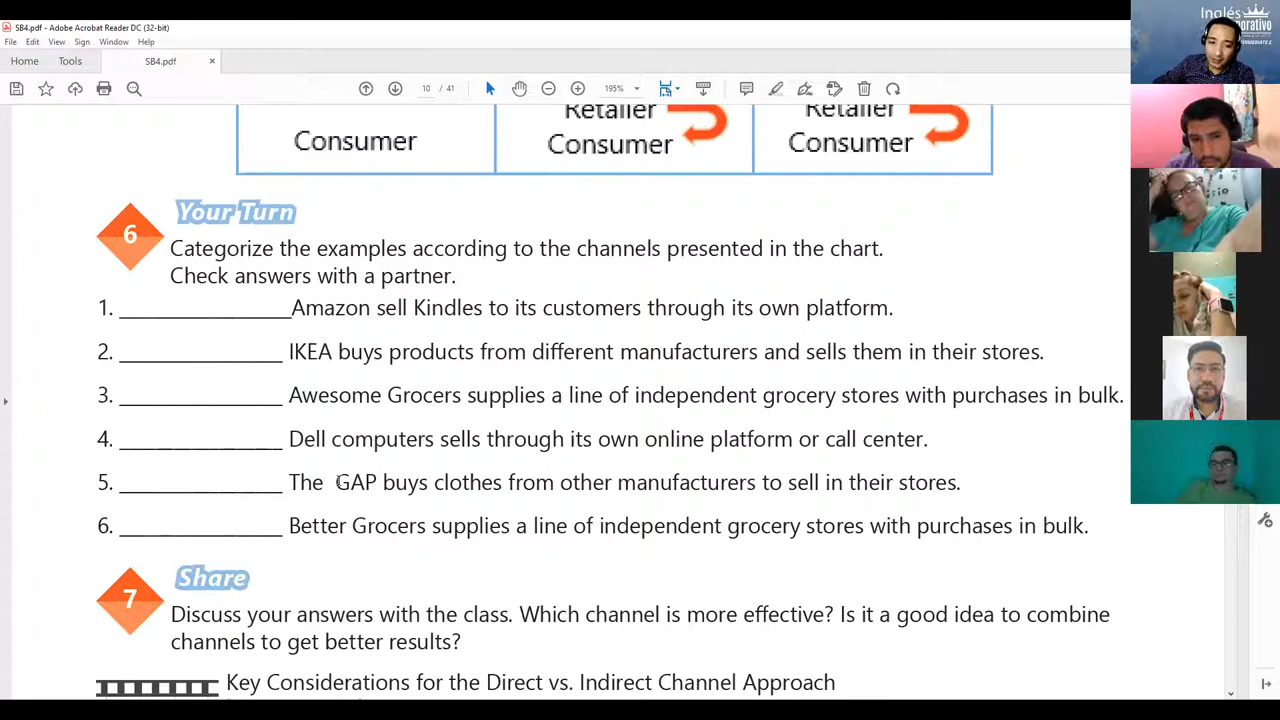 SB4.pdf - Adobe Acrobat Reader DC (32-bit)
File Edit View Sign Window Help
Home Tools SB4.pdf ×
10 / 41 195%
Retailer Retailer
Consumer Consumer Consumer
6 Your Turn
Categorize the examples according to the channels presented in the chart.
Check answers with a partner.
1. ________________Amazon sell Kindles to its customers through its own platform.
2. _______________ IKEA buys products from different manufacturers and sells them in their stores.
3. _______________ Awesome Grocers supplies a line of independent grocery stores with purchases in bulk.
4. _______________ Dell computers sells through its own online platform or call center.
5. _______________ The GAP buys clothes from other manufacturers to sell in their stores.
6. _______________ Better Grocers supplies a line of independent grocery stores with purchases in bulk.
7 Share
Discuss your answers with the class. Which channel is more effective? Is it a good idea to combine
channels to get better results?
Key Considerations for the Direct vs. Indirect Channel Approach
Inglés